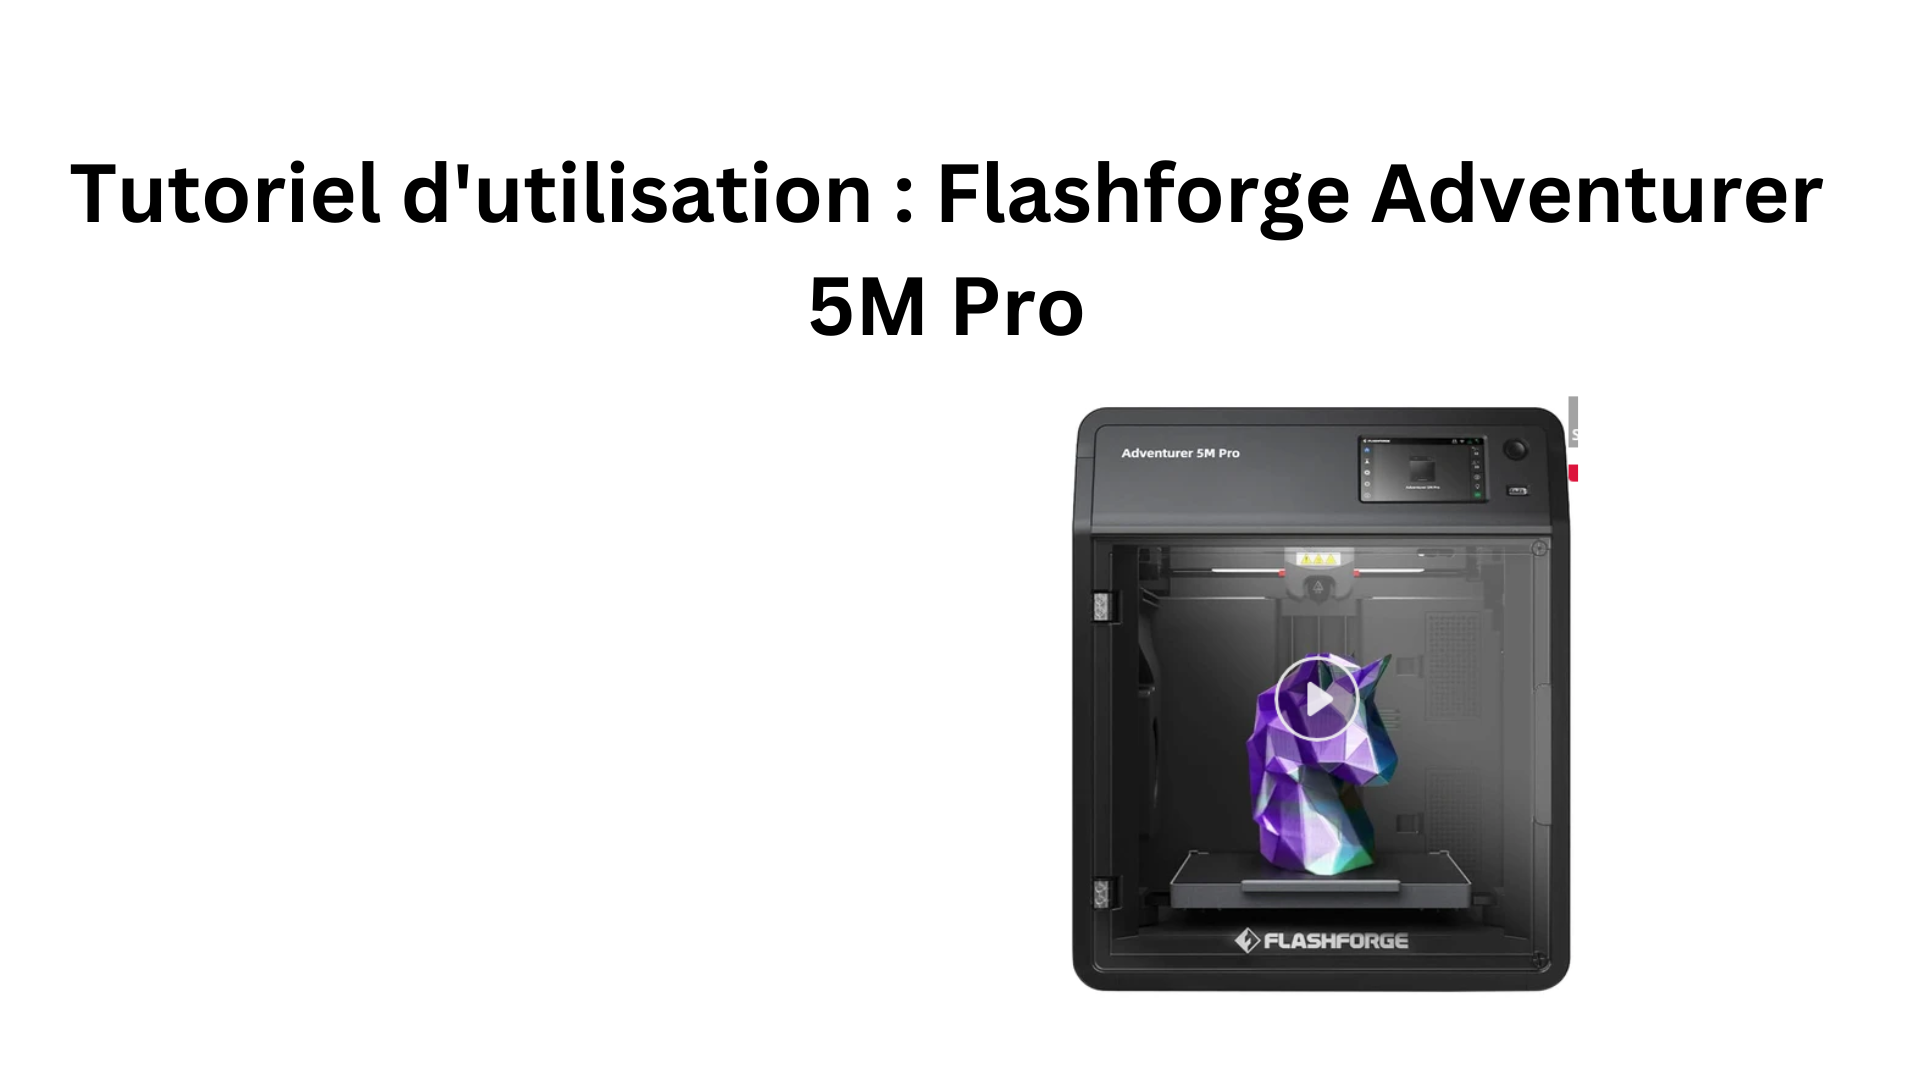 Tutoriel d'utilisation : Flashforge Adventurer
5M Pro
Adventurer 5M Pro
FLASHFORGE